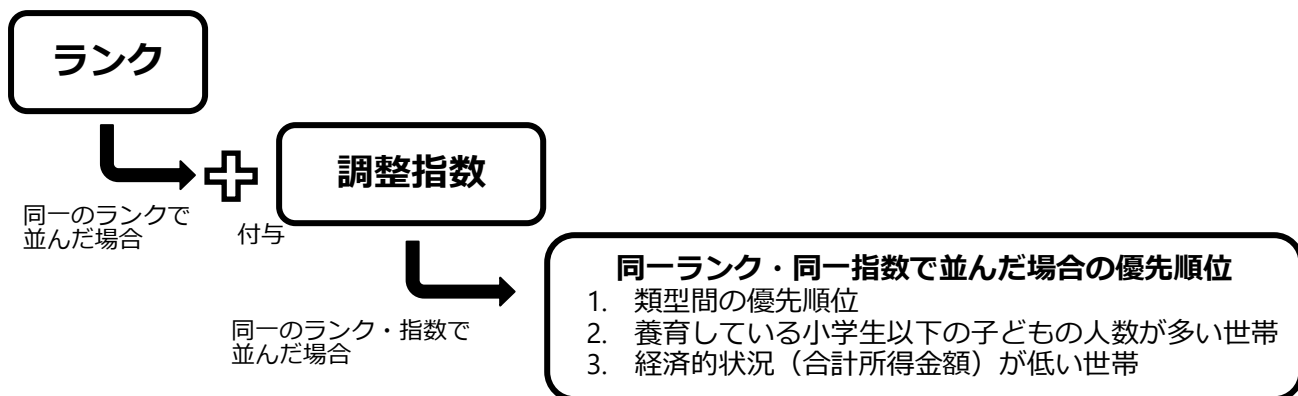 ランク
同一のランクで
並んだ場合
付与
調整指数
同一のランク・指数で
並んだ場合
同一ランク・同一指数で並んだ場合の優先順位
1. 類型間の優先順位
2. 養育している小学生以下の子どもの人数が多い世帯
3. 経済的状況（合計所得金額）が低い世帯